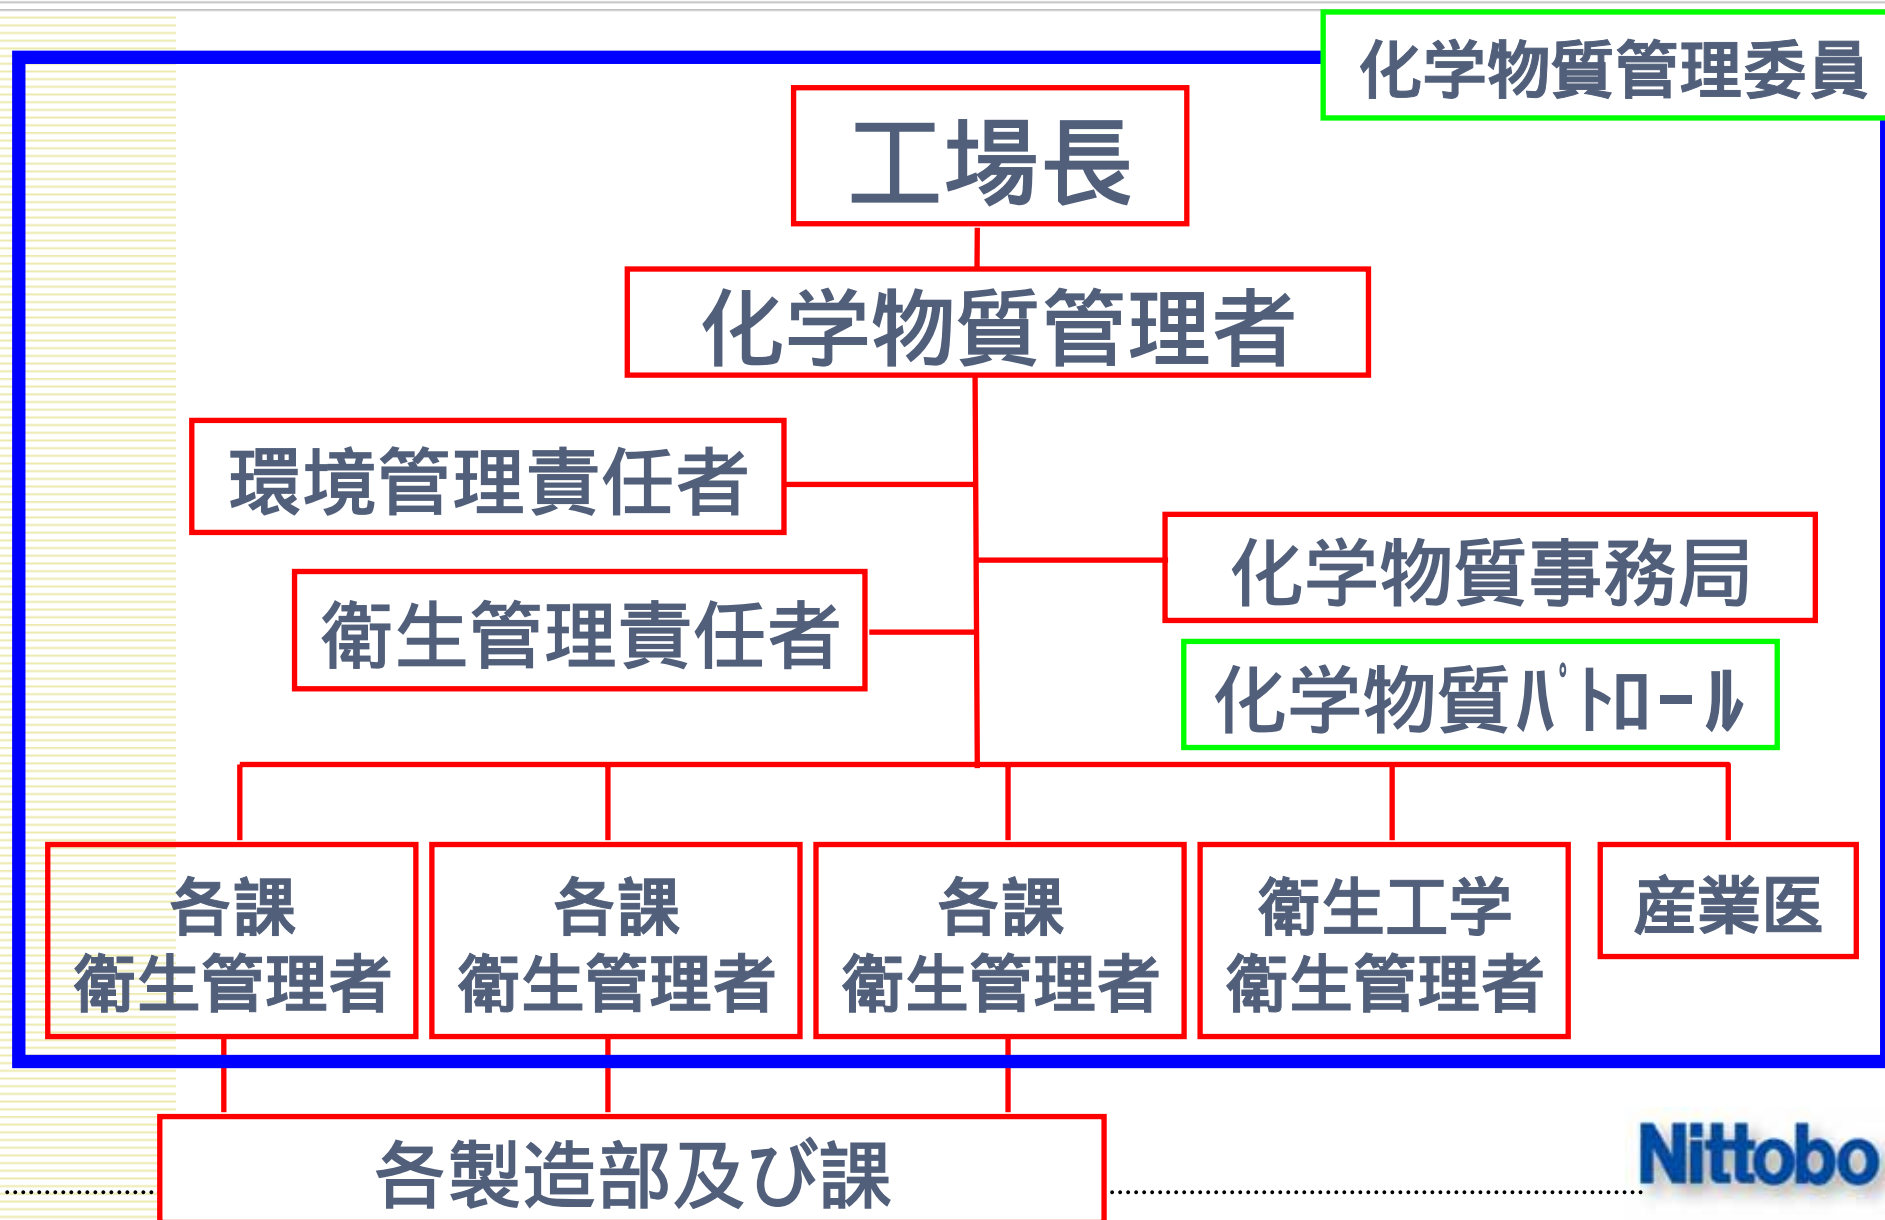 化学物質管理委員
工場長
化学物質管理者
環境管理責任者
化学物質事務局
衛生管理責任者
化学物質ﾊﾟﾄﾛｰﾙ
各課
衛生管理者
各課
衛生管理者
各課
衛生管理者
衛生工学
衛生管理者
産業医
各製造部及び課
Nittobo